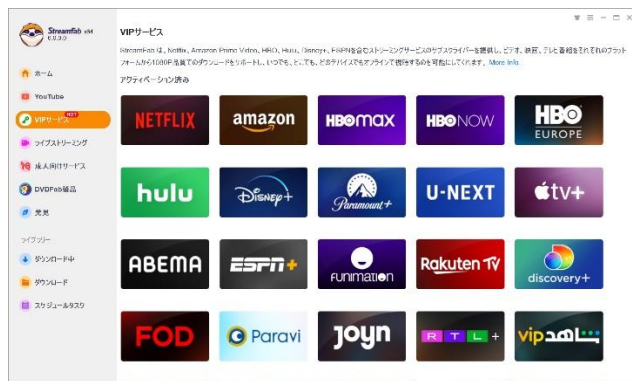 StreamFab
VIPサービス
StreamFab は、Netflix、Amazon Prime Video、HBO、Hulu、Disney+、ESPNを含むストリーミングサービスのサブスクライバーを提供し、ビデオ、映画、テレビ番組をそれぞれのプラット
フォームから1080P品質でのダウンロードをサポートし、いつでも、どこでも、どのデバイスでもオフラインで視聴するのを可能にしてくれます。 More Info.
アクティベーション済み
ホーム
YouTube
VIPサービス HOT
ライブストリーミング
成人向けサービス
DVDFab製品
発見
ライブラリー
ダウンロード中
ダウンロード
スケジュールタスク
NETFLIX amazon HBOmax HBO NOW HBO EUROPE
hulu Disney+ Paramount+ U-NEXT tv+
ABEMA ESPN+ FUNIMATION Rakuten TV discovery+
FOD Paravi Joyn RTL+ شاهد vip